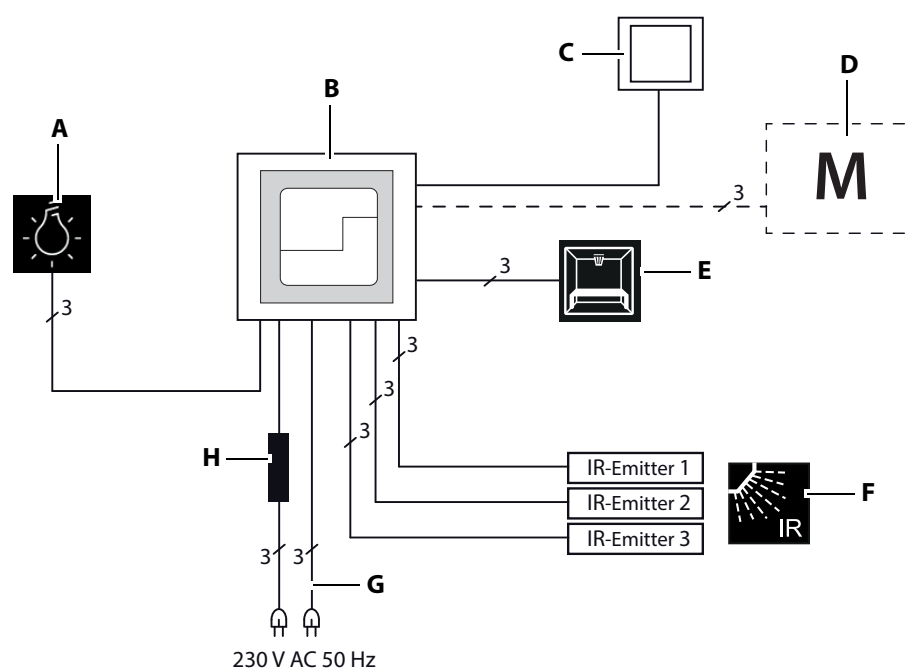 C
D
B
A
M
3
3
E
3
3
3
3
IR-Emitter 1
H
IR-Emitter 2
F
IR
IR-Emitter 3
3
3
G
230 V AC 50 Hz